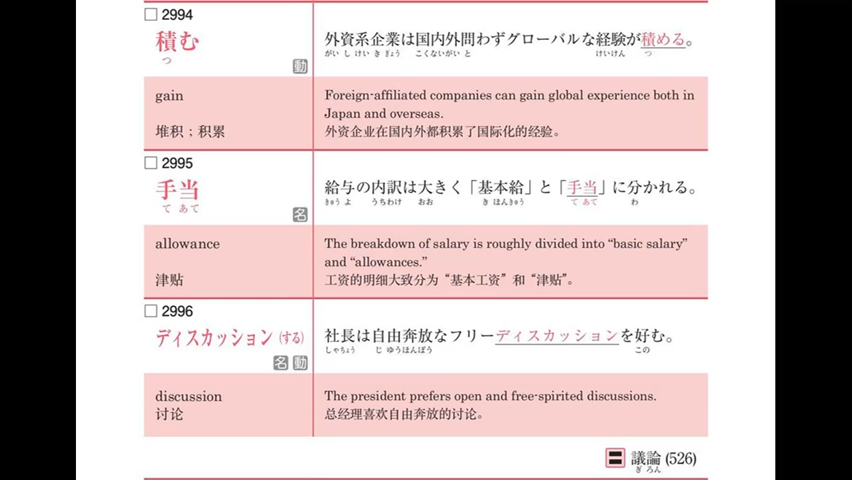 2994
積む
つ
動
外資系企業は国内外問わずグローバルな経験が積める。
がい し けい き ぎょう こくないがい と けいけん つ
gain
堆积；积累
Foreign-affiliated companies can gain global experience both in
Japan and overseas.
外资企业在国内外都积累了国际化的经验。
2995
手当
て あて
名
給与の内訳は大きく「基本給」と「手当」に分かれる。
きゅう よ うちわけ おお き ほんきゅう て あて わ
allowance
津贴
The breakdown of salary is roughly divided into “basic salary”
and “allowances.”
工资的明细大致分为“基本工资”和“津贴”。
2996
ディスカッション（する）
名 動
社長は自由奔放なフリーディスカッションを好む。
しゃちょう じ ゆうほんぽう この
discussion
讨论
The president prefers open and free-spirited discussions.
总经理喜欢自由奔放的讨论。
= 議論 (526)
ぎ ろん